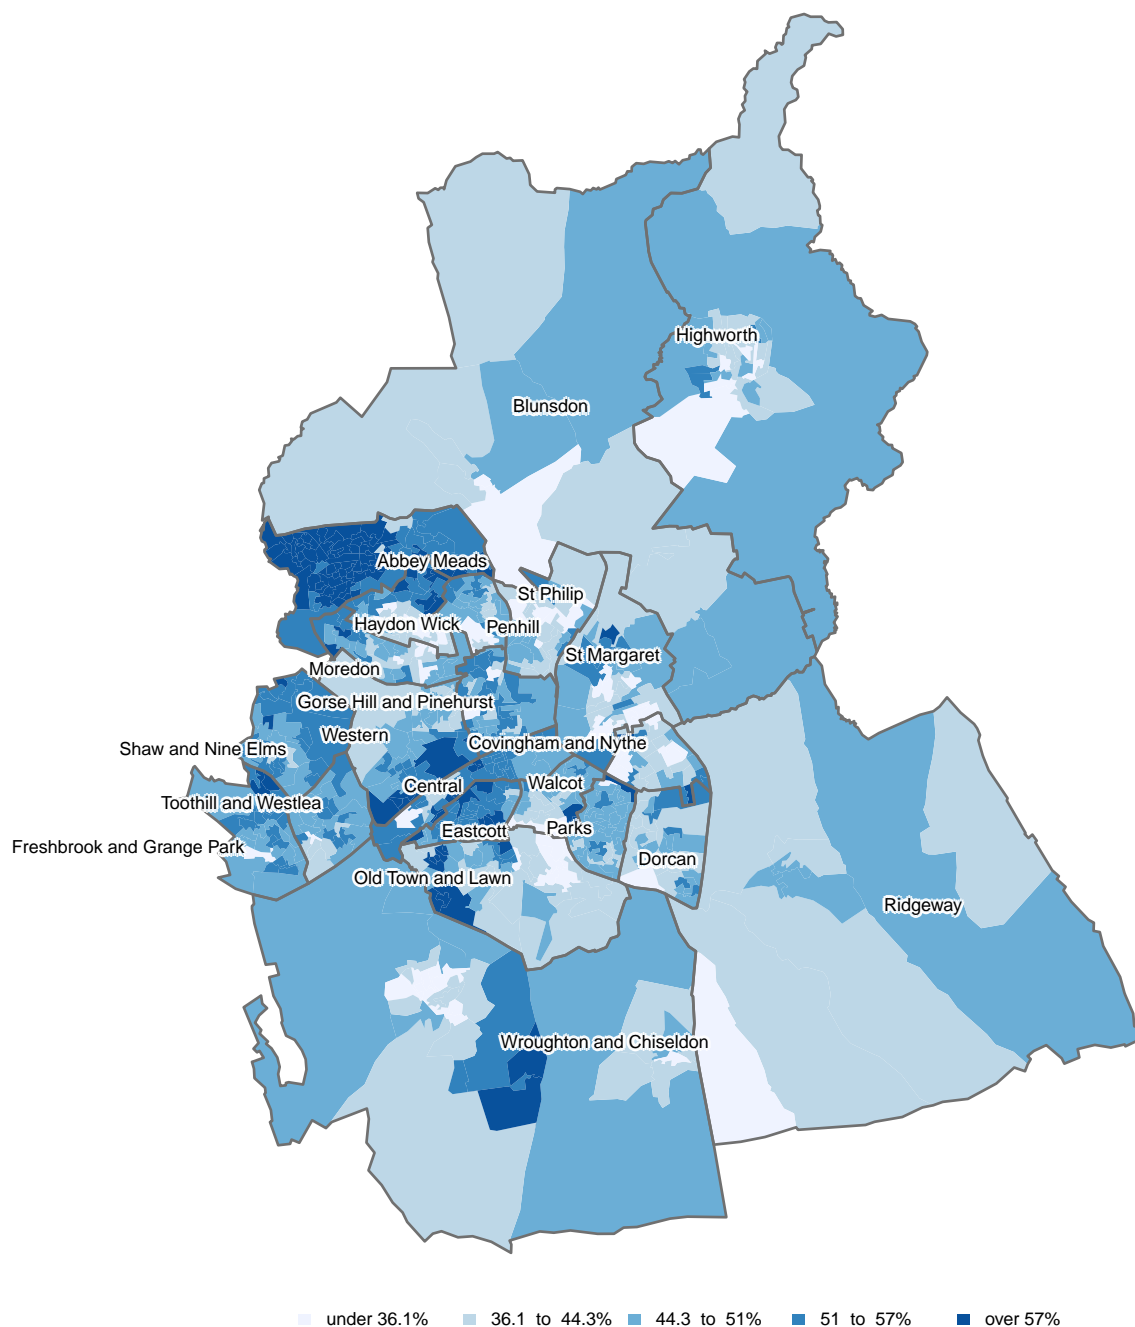 Highworth
Blunsdon
Abbey Meads
St Philip
Haydon Wick
Penhill
St Margaret
Moredon
Gorse Hill and Pinehurst
Western
Covingham and Nythe
Shaw and Nine Elms
Walcot
Central
Toothill and Westlea
Parks
Eastcott
Freshbrook and Grange Park
Dorcan
Old Town and Lawn
Ridgeway
Wroughton and Chiseldon
under 36.1%
36.1 to 44.3%
44.3 to 51%
51 to 57%
over 57%